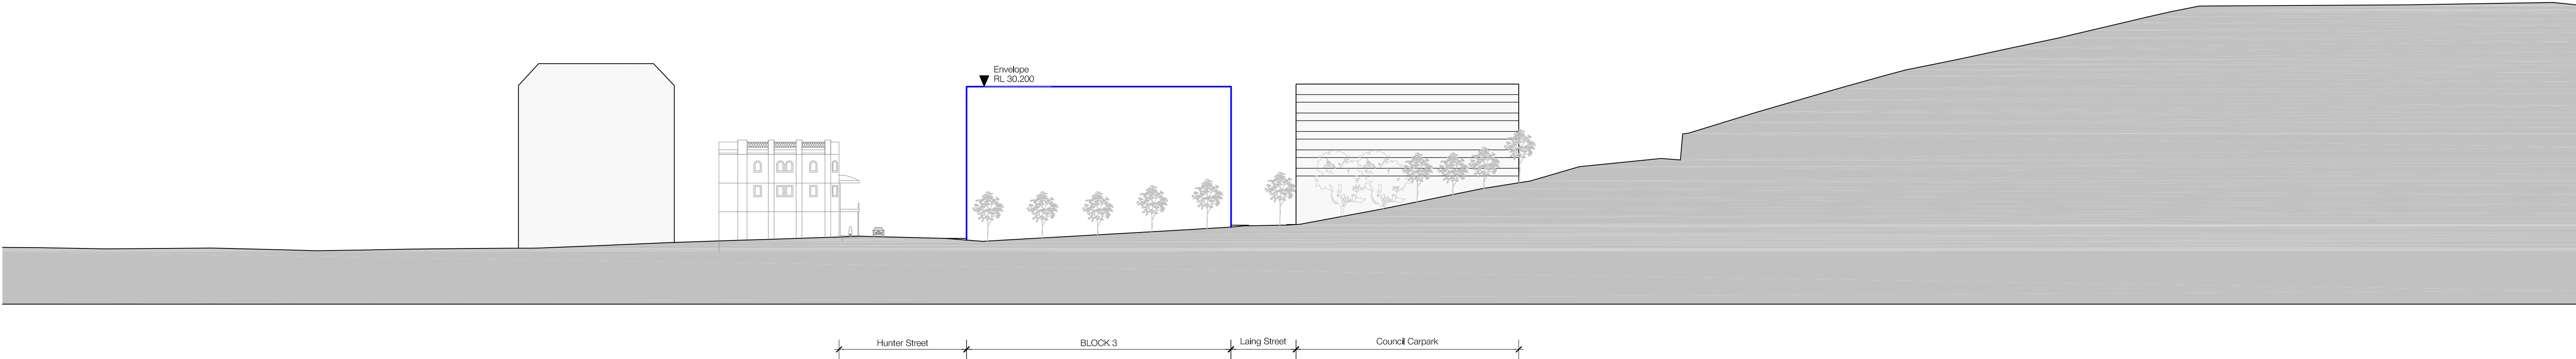 Envelope
RL 30.200
Hunter Street
BLOCK 3
Laing Street
Council Carpark